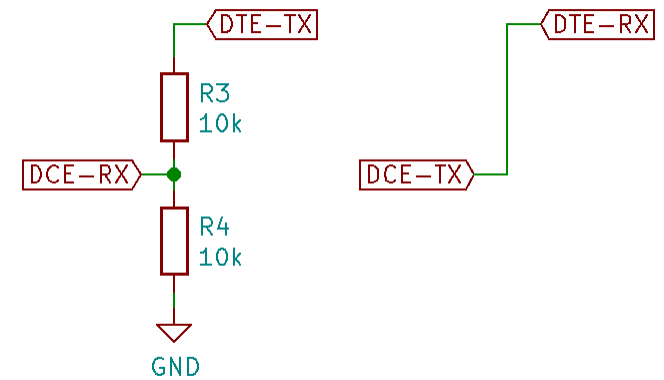 DTE-TX
DTE-RX
R3
10k
DCE-RX
DCE-TX
R4
10k
GND